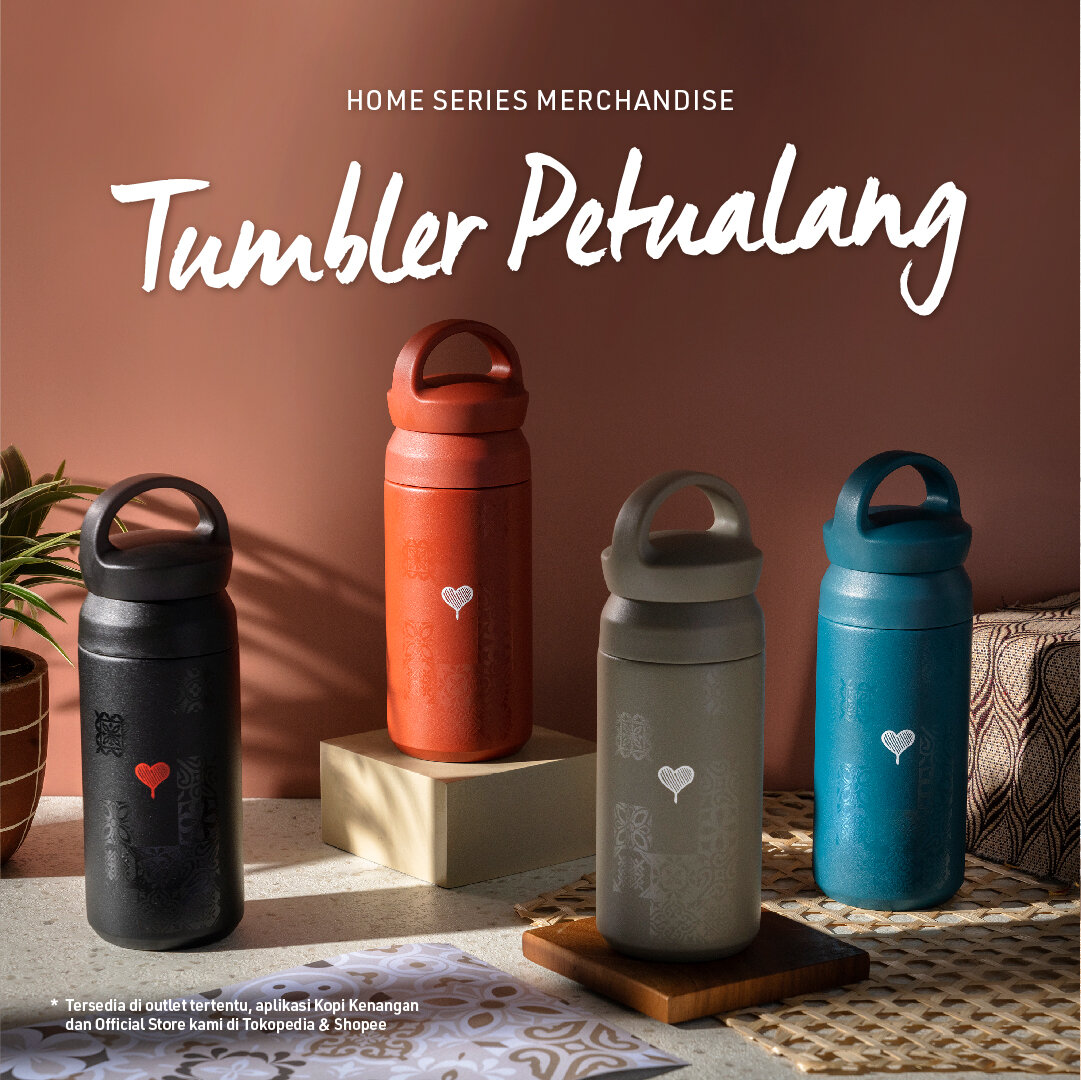 HOME SERIES MERCHANDISE
Tumbler Petualang
* Tersedia di outlet tertentu, aplikasi Kopi Kenangan
dan Official Store kami di Tokopedia & Shopee